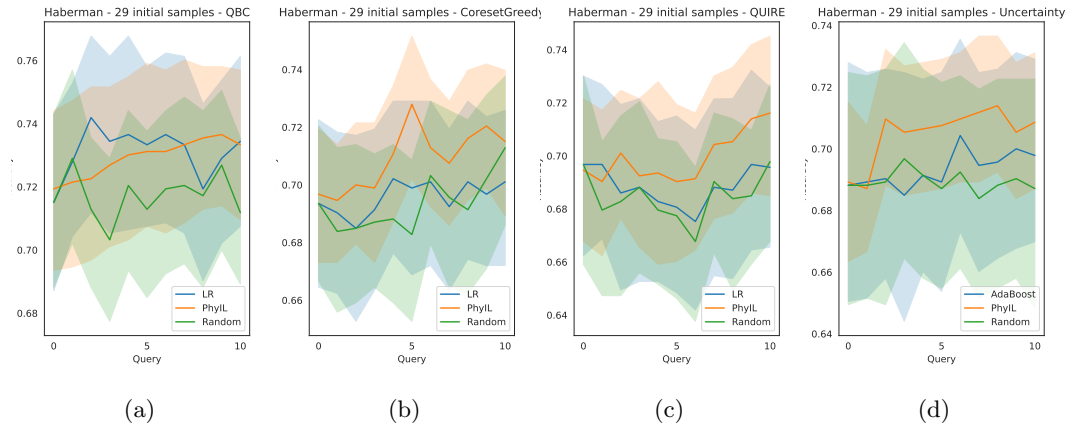 Haberman - 29 initial samples - QBC
0.76
0.74
0.72
0.70
0.68
0
5
10
Query
LR
PhyIL
Random
(a)
Haberman - 29 initial samples - CoresetGreedy
0.74
0.72
0.70
0.68
0.66
0
5
10
Query
LR
PhyIL
Random
(b)
Haberman - 29 initial samples - QUIRE
0.74
0.72
0.70
0.68
0.66
0.64
0
5
10
Query
LR
PhyIL
Random
(c)
Haberman - 29 initial samples - Uncertainty
0.74
0.72
0.70
0.68
0.66
0.64
0
5
10
Query
AdaBoost
PhyIL
Random
(d)